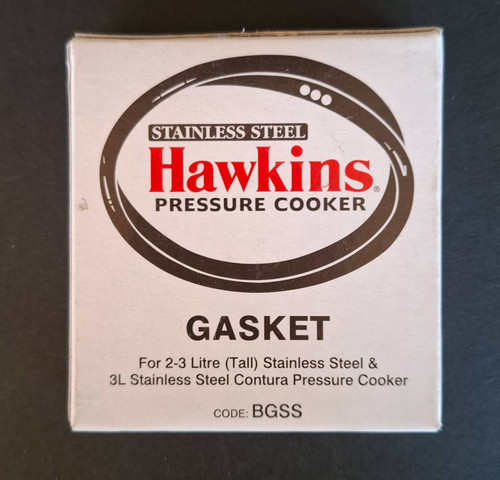 STAINLESS STEEL
Hawkins®
PRESSURE COOKER
GASKET
For 2-3 Litre (Tall) Stainless Steel &
3L Stainless Steel Contura Pressure Cooker
CODE: BGSS